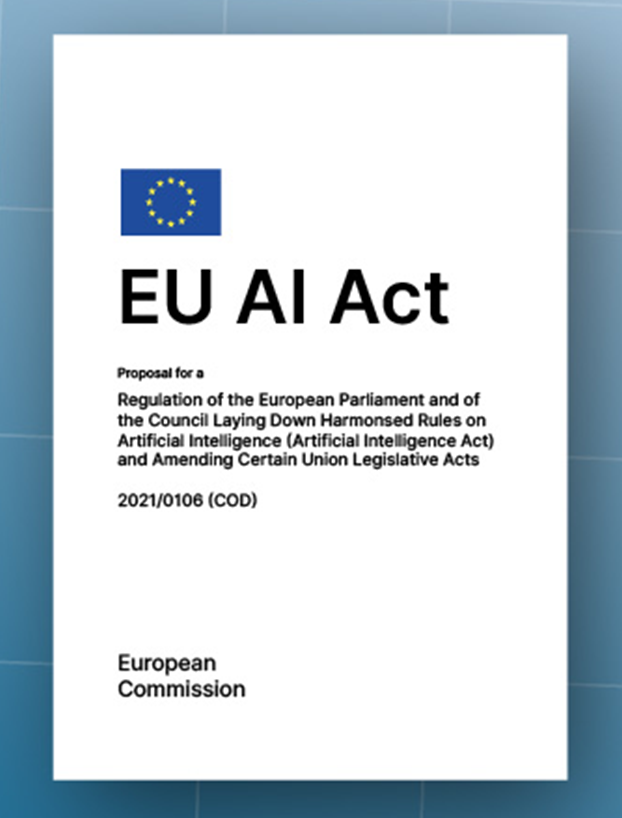 EU AI Act
Proposal for a
Regulation of the European Parliament and of
the Council Laying Down Harmonsed Rules on
Artificial Intelligence (Artificial Intelligence Act)
and Amending Certain Union Legislative Acts
2021/0106 (COD)
European
Commission